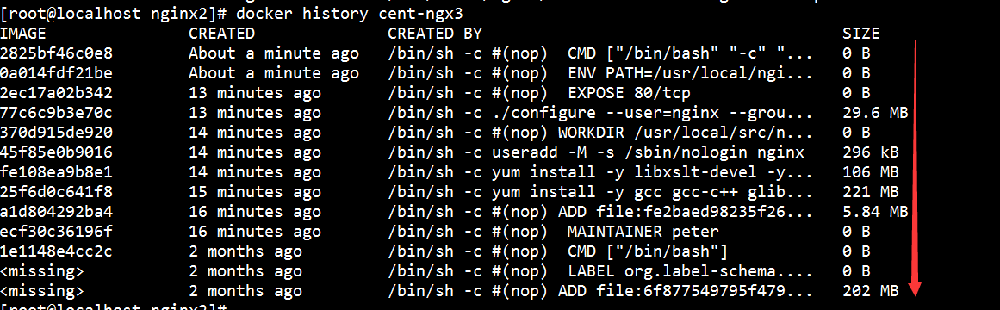 [root@localhost nginx2]# docker history cent-ngx3
IMAGE CREATED CREATED BY SIZE
2825bf46c0e8 About a minute ago /bin/sh -c #(nop) CMD ["/bin/bash" "-c" "... 0 B
0a014fdf21be About a minute ago /bin/sh -c #(nop) ENV PATH=/usr/local/ngi... 0 B
2ec17a02b342 13 minutes ago /bin/sh -c #(nop) EXPOSE 80/tcp 0 B
77c6c9b3e70c 13 minutes ago /bin/sh -c ./configure --user=nginx --grou... 29.6 MB
370d915de920 14 minutes ago /bin/sh -c #(nop) WORKDIR /usr/local/src/n... 0 B
45f85e0b9016 14 minutes ago /bin/sh -c useradd -M -s /sbin/nologin nginx 296 kB
fe108ea9b8e1 14 minutes ago /bin/sh -c yum install -y libxslt-devel -y... 106 MB
25f6d0c641f8 15 minutes ago /bin/sh -c yum install -y gcc gcc-c++ glib... 221 MB
a1d804292ba4 16 minutes ago /bin/sh -c #(nop) ADD file:fe2baed98235f26... 5.84 MB
ecf30c36196f 16 minutes ago /bin/sh -c #(nop) MAINTAINER peter 0 B
1e1148e4cc2c 2 months ago /bin/sh -c #(nop) CMD ["/bin/bash"] 0 B
<missing> 2 months ago /bin/sh -c #(nop) LABEL org.label-schema.... 0 B
<missing> 2 months ago /bin/sh -c #(nop) ADD file:6f877549795f479... 202 MB
[root@localhost nginx2]#